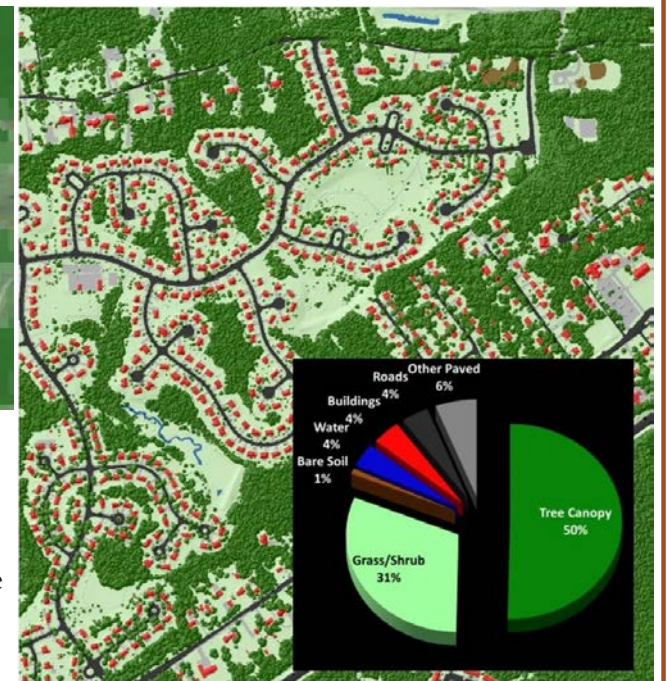 Other Paved
6%
Roads
4%
Buildings
4%
Water
4%
Bare Soil
1%
Tree Canopy
50%
Grass/Shrub
31%
e